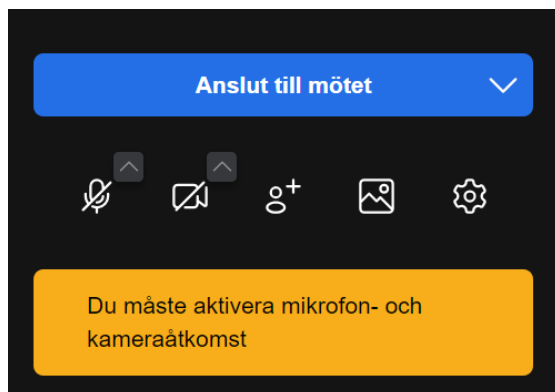 Anslut till mötet
Du måste aktivera mikrofon- och
kameraåtkomst